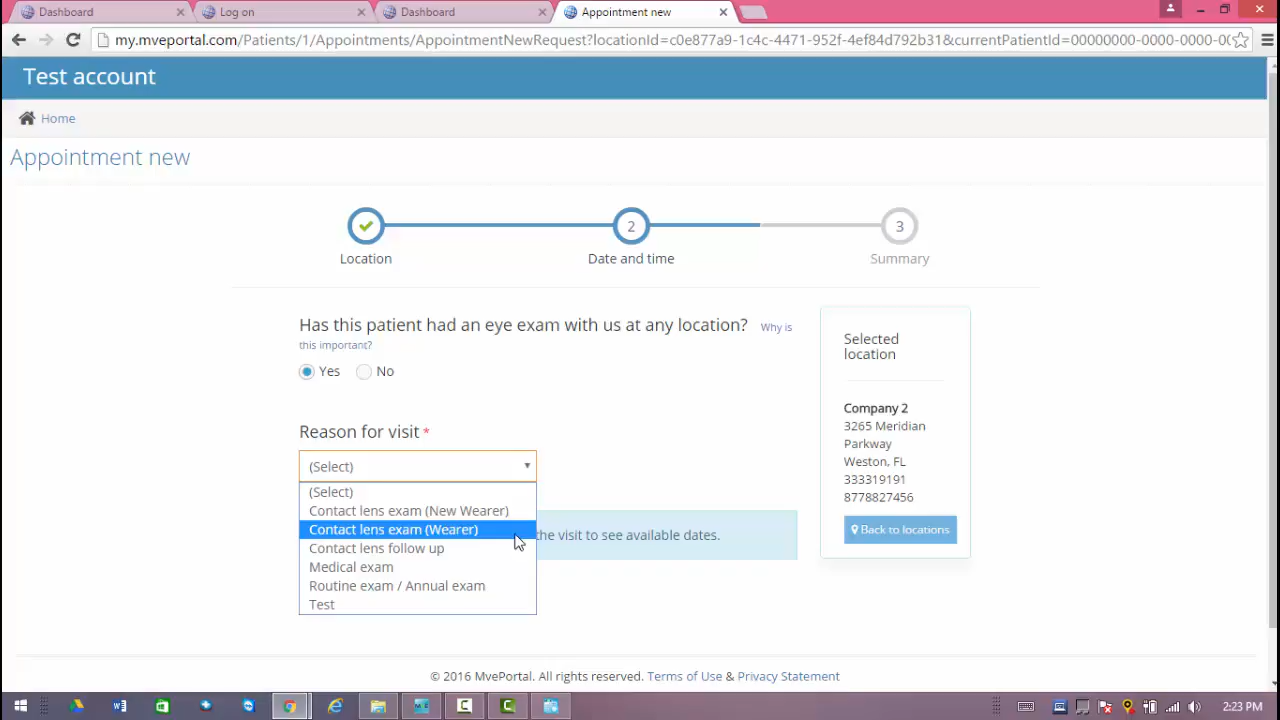 Dashboard
Log on
Dashboard
Appointment new
my.mveportal.com/Patients/1/Appointments/AppointmentNewRequest?locationId=c0e877a9-1c4c-4471-952f-4ef84d792b31&currentPatientId=00000000-0000-0000-0
Test account
Home
Appointment new
2
3
Location
Date and time
Summary
Has this patient had an eye exam with us at any location? Why is
this important?
Yes
No
Reason for visit *
(Select)
(Select)
Contact lens exam (New Wearer)
Contact lens exam (Wearer)
Contact lens follow up
Medical exam
Routine exam / Annual exam
Test
the visit to see available dates.
Selected
location
Company 2
3265 Meridian
Parkway
Weston, FL
333319191
8778827456
Back to locations
© 2016 MvePortal. All rights reserved. Terms of Use & Privacy Statement
2:23 PM